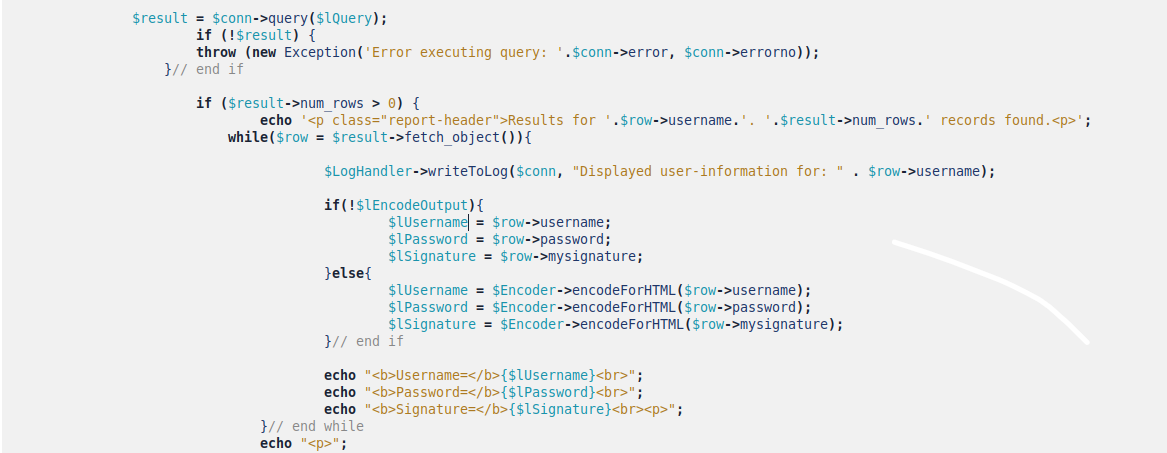 $result = $conn->query($lQuery);
if (!$result) {
throw (new Exception('Error executing query: '.$conn->error, $conn->errorno));
}// end if
if ($result->num_rows > 0) {
echo '<p class="report-header">Results for '.$row->username.'. '.$result->num_rows.' records found.<p>';
while($row = $result->fetch_object()){
$LogHandler->writeToLog($conn, "Displayed user-information for: " . $row->username);
if(!$lEncodeOutput){
$lUsername = $row->username;
$lPassword = $row->password;
$lSignature = $row->mysignature;
}else{
$lUsername = $Encoder->encodeForHTML($row->username);
$lPassword = $Encoder->encodeForHTML($row->password);
$lSignature = $Encoder->encodeForHTML($row->mysignature);
}// end if
echo "<b>Username=</b>{$lUsername}<br>";
echo "<b>Password=</b>{$lPassword}<br>";
echo "<b>Signature=</b>{$lSignature}<br><p>";
}// end while
echo "<p>";